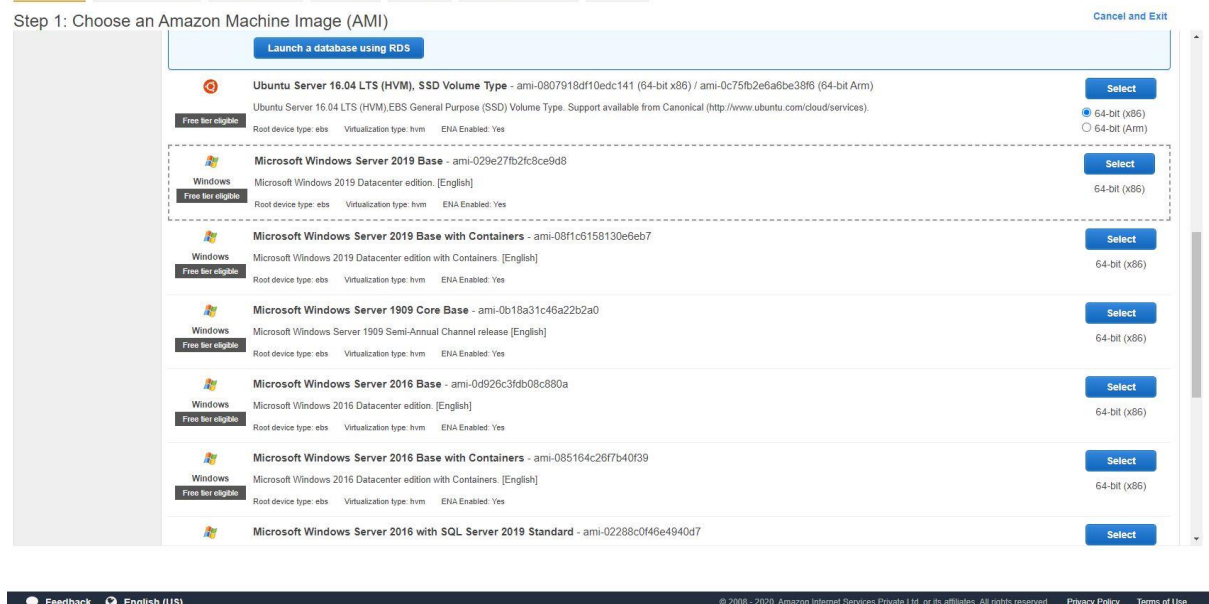 Step 1: Choose an Amazon Machine Image (AMI)
Cancel and Exit
Launch a database using RDS
Ubuntu Server 16.04 LTS (HVM), SSD Volume Type - ami-0807918df10edc141 (64-bit x86) / ami-0c75fb2e6a6be38f6 (64-bit Arm)
Select
Ubuntu Server 16.04 LTS (HVM),EBS General Purpose (SSD) Volume Type. Support available from Canonical (http://www.ubuntu.com/cloud/services).
64-bit (x86)
Free tier eligible
Root device type: ebs Virtualization type: hvm ENA Enabled: Yes
64-bit (Arm)
Microsoft Windows Server 2019 Base - ami-029e27fb2fc8ce9d8
Select
Windows
Microsoft Windows 2019 Datacenter edition. [English]
64-bit (x86)
Free tier eligible
Root device type: ebs Virtualization type: hvm ENA Enabled: Yes
Microsoft Windows Server 2019 Base with Containers - ami-08f1c6158130e6eb7
Select
Windows
Microsoft Windows 2019 Datacenter edition with Containers. [English]
64-bit (x86)
Free tier eligible
Root device type: ebs Virtualization type: hvm ENA Enabled: Yes
Microsoft Windows Server 1909 Core Base - ami-0b18a31c46a22b2a0
Select
Windows
Microsoft Windows Server 1909 Semi-Annual Channel release [English]
64-bit (x86)
Free tier eligible
Root device type: ebs Virtualization type: hvm ENA Enabled: Yes
Microsoft Windows Server 2016 Base - ami-0d926c3fdb08c880a
Select
Windows
Microsoft Windows 2016 Datacenter edition. [English]
64-bit (x86)
Free tier eligible
Root device type: ebs Virtualization type: hvm ENA Enabled: Yes
Microsoft Windows Server 2016 Base with Containers - ami-085164c26f7b40f39
Select
Windows
Microsoft Windows 2016 Datacenter edition with Containers. [English]
64-bit (x86)
Free tier eligible
Root device type: ebs Virtualization type: hvm ENA Enabled: Yes
Microsoft Windows Server 2016 with SQL Server 2019 Standard - ami-02288c0f46e4940d7
Select
Feedback English (US)
© 2008 - 2020, Amazon Internet Services Private Ltd. or its affiliates. All rights reserved. Privacy Policy Terms of Use